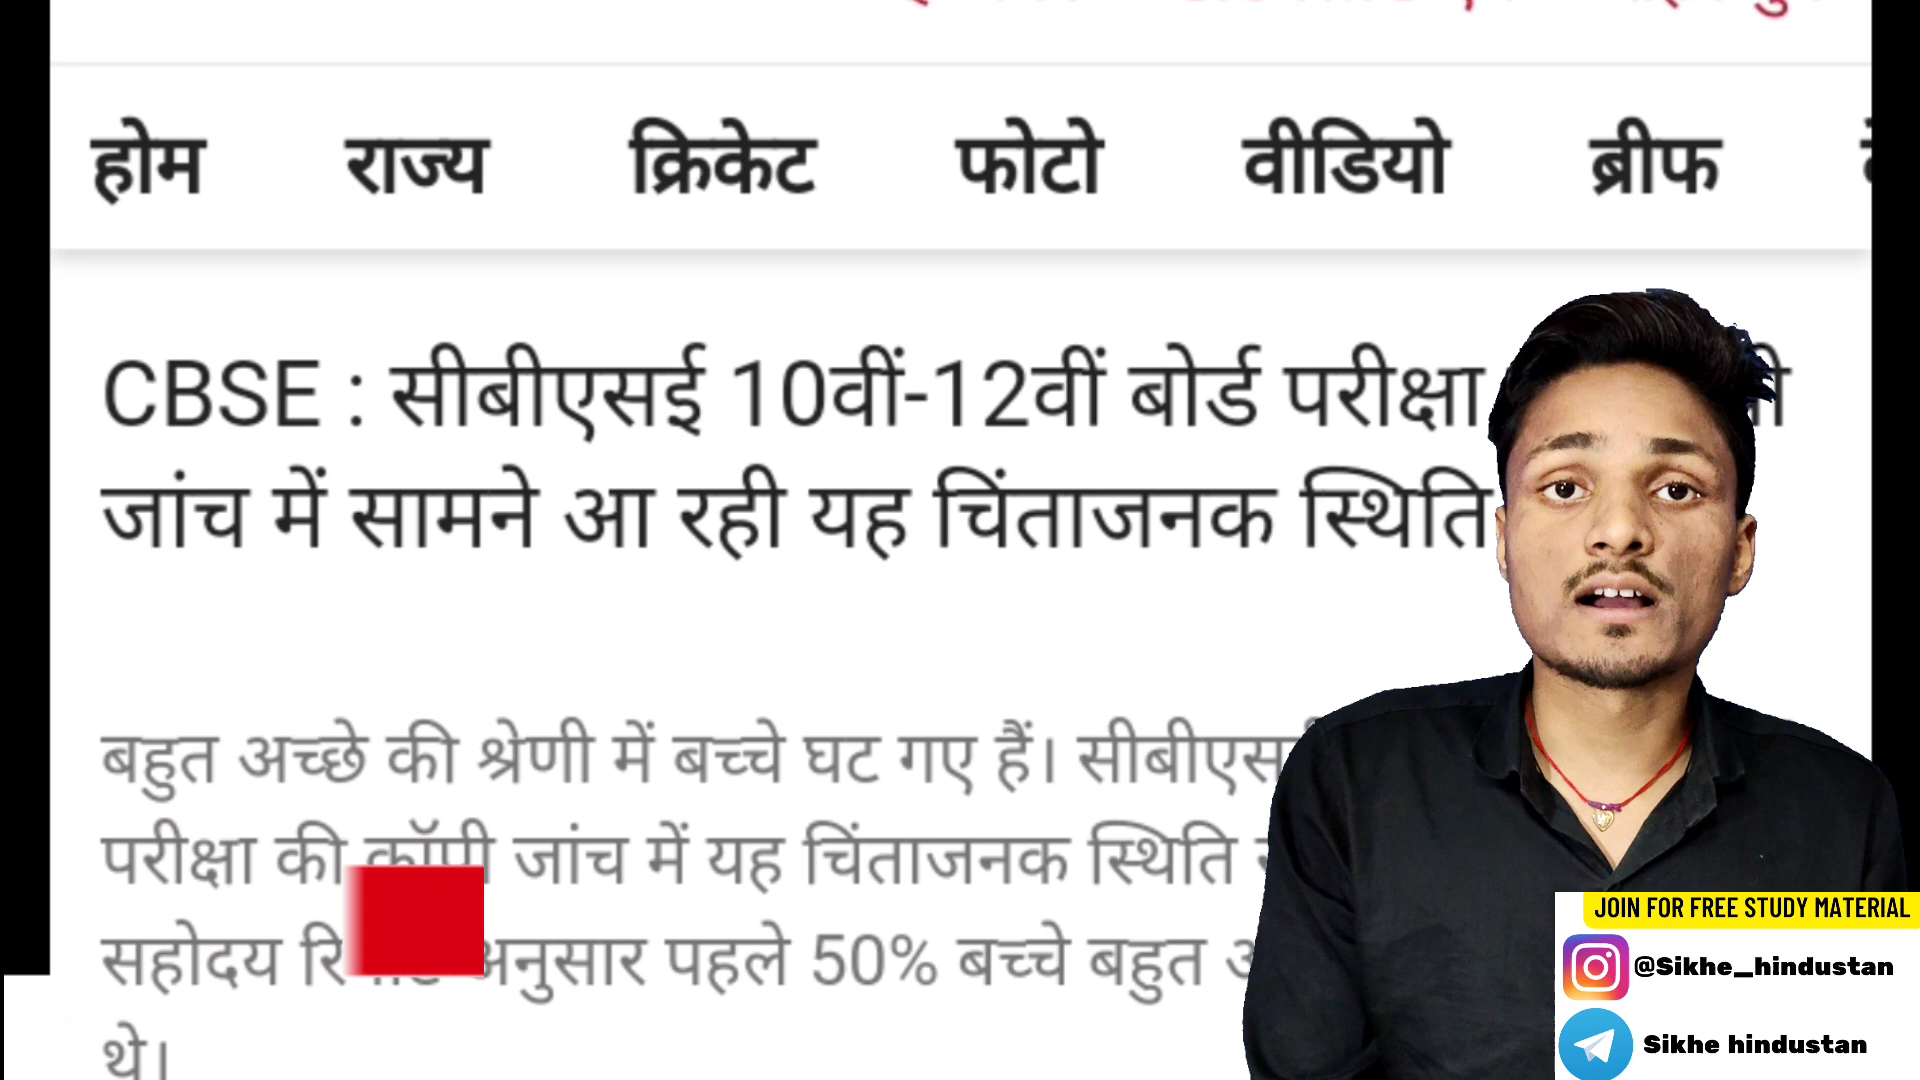 होम राज्य क्रिकेट फोटो वीडियो ब्रीफ
CBSE : सीबीएसई 10वीं-12वीं बोर्ड परीक्षा
जांच में सामने आ रही यह चिंताजनक स्थिति
बहुत अच्छे की श्रेणी में बच्चे घट गए हैं।
परीक्षा की कॉपी जांच में यह चिंताजनक स्थिति
सहोदय अनुसार पहले 50% बच्चे बहुत
थे।
JOIN FOR FREE STUDY MATERIAL
@Sikhe_hindustan
Sikhe hindustan